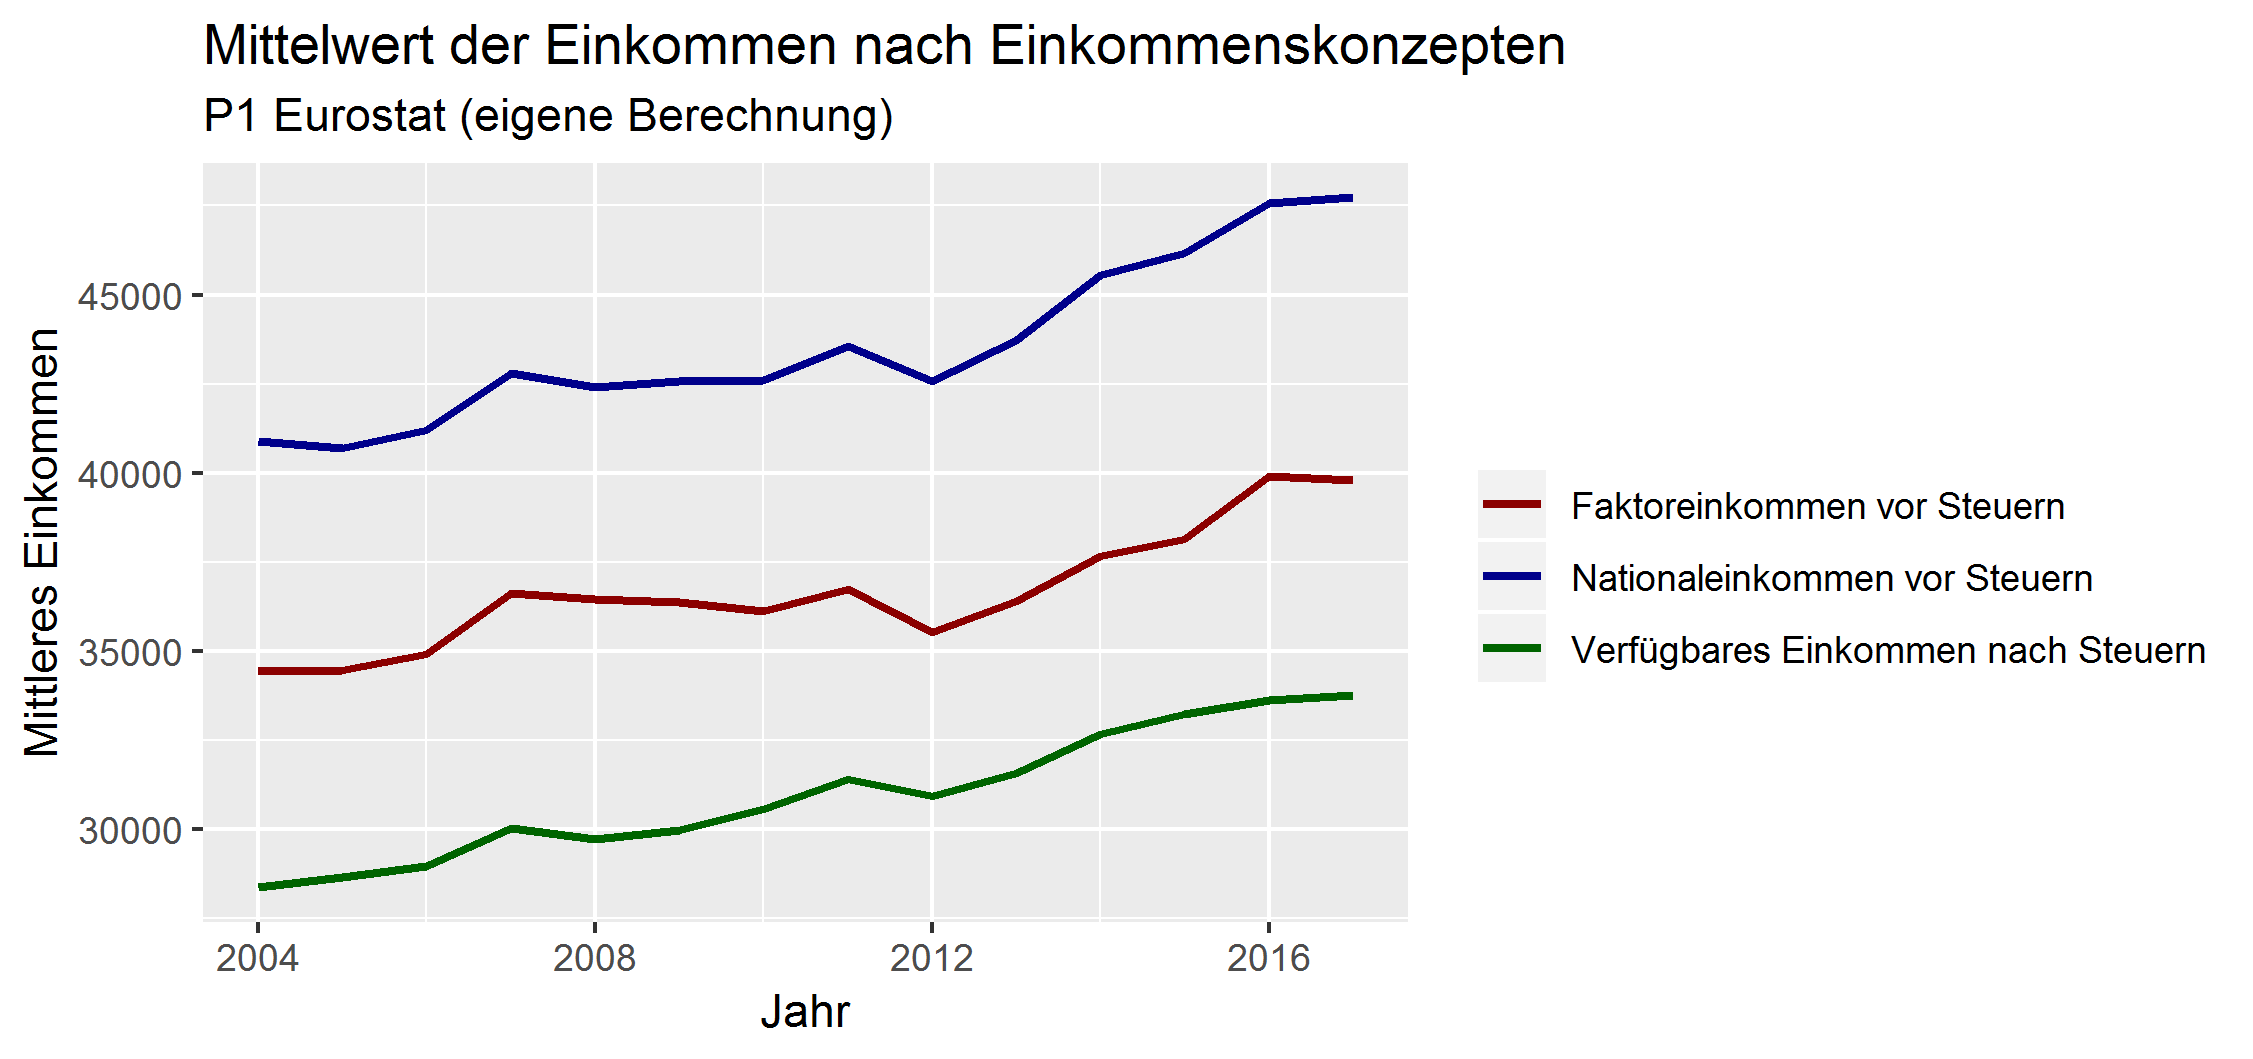 Mittelwert der Einkommen nach Einkommenskonzepten
P1 Eurostat (eigene Berechnung)
Mittleres Einkommen
45000
40000
35000
30000
2004
2008
2012
2016
Jahr
Faktoreinkommen vor Steuern
Nationaleinkommen vor Steuern
Verfügbares Einkommen nach Steuern